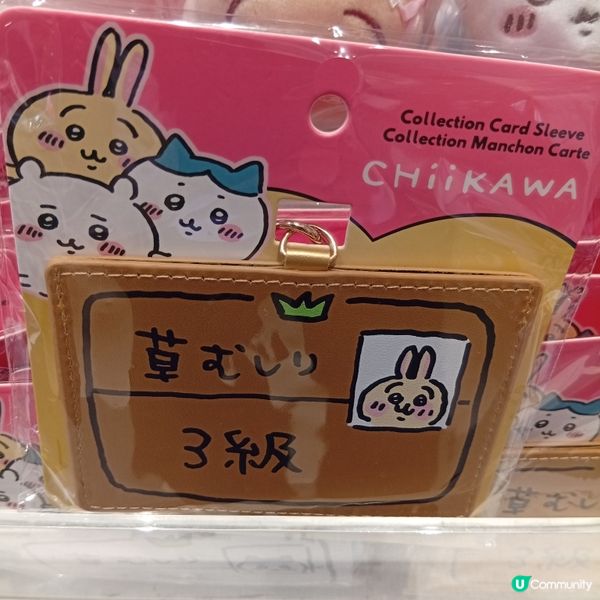 Collection Card Sleeve
Collection Manchon Carte
CHiiKAWA
草むしり
3級
U Community